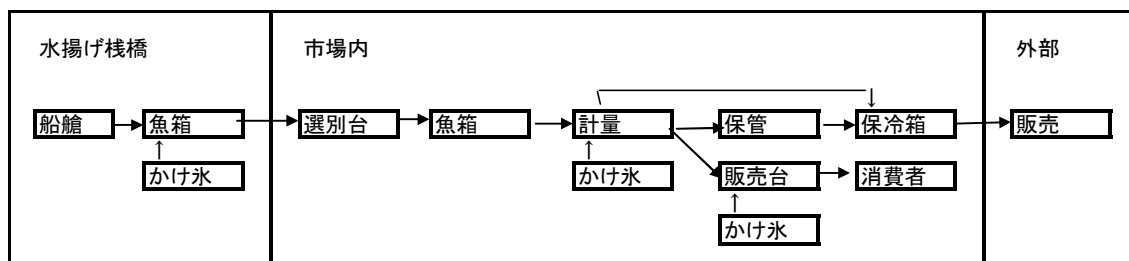 水揚げ桟橋
市場内
外部
船艙
魚箱
選別台
魚箱
計量
保管
保冷箱
販売
かけ氷
かけ氷
販売台
消費者
かけ氷